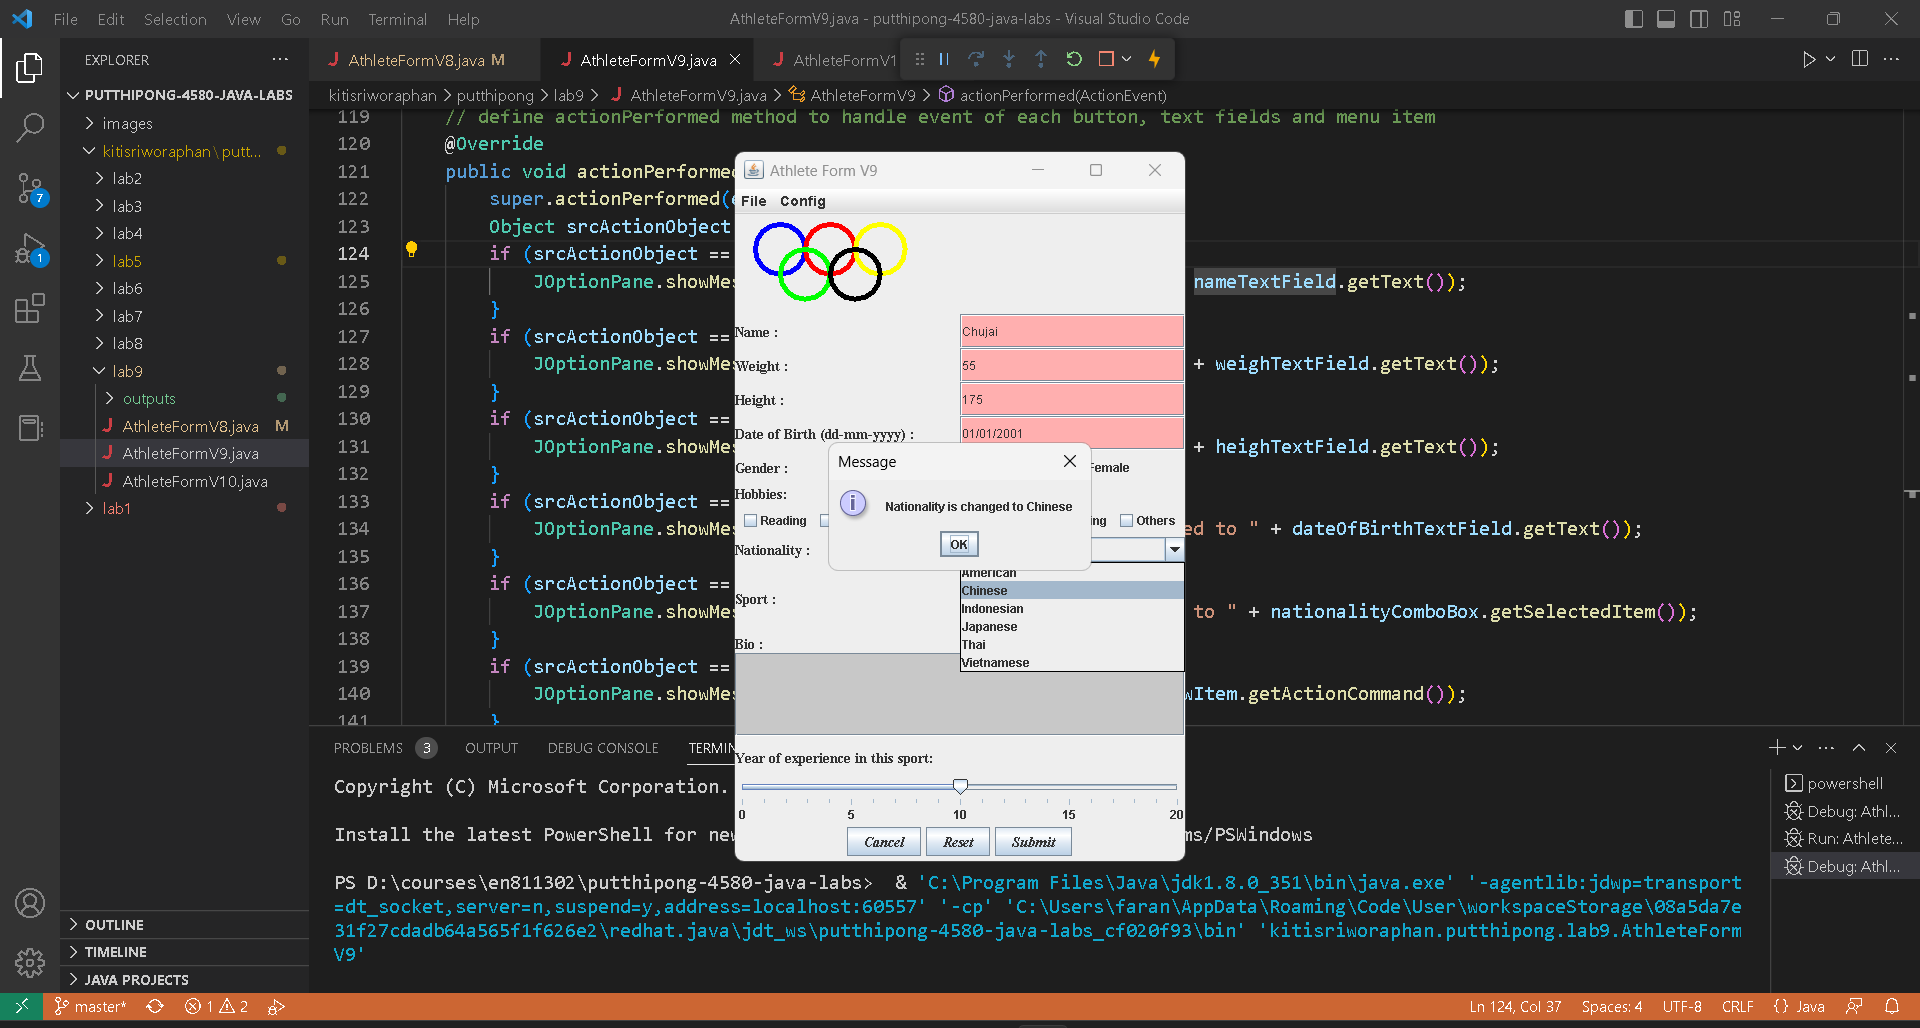 File Edit Selection View Go Run Terminal Help
AthleteFormV9.java - putthipong-4580-java-labs - Visual Studio Code
EXPLORER
PUTTHIPONG-4580-JAVA-LABS
images
kitisriworaphan\putt...
lab2
lab3
lab4
lab5
lab6
lab7
lab8
lab9
outputs
AthleteFormV8.java M
AthleteFormV9.java
AthleteFormV10.java
lab1
OUTLINE
TIMELINE
JAVA PROJECTS
7
1
AthleteFormV8.java M
AthleteFormV9.java
AthleteFormV1
kitisriworaphan > putthipong > lab9 > AthleteFormV9.java > AthleteFormV9 > actionPerformed(ActionEvent)
119 // define actionPerformed method to handle event of each button, text fields and menu item
120 @Override
121 public void actionPerformed
122 super.actionPerformed(
123 Object srcActionObject
124 if (srcActionObject ==
125 JOptionPane.showMes nameTextField.getText());
126 }
127 if (srcActionObject ==
128 JOptionPane.showMes + weighTextField.getText());
129 }
130 if (srcActionObject ==
131 JOptionPane.showMes + heighTextField.getText());
132 }
133 if (srcActionObject ==
134 JOptionPane.showMes ed to " + dateOfBirthTextField.getText());
135 }
136 if (srcActionObject ==
137 JOptionPane.showMes to " + nationalityComboBox.getSelectedItem());
138 }
139 if (srcActionObject ==
140 JOptionPane.showMes wItem.getActionCommand());
141 }
Athlete Form V9
File Config
Name : Chujai
Weight : 55
Height : 175
Date of Birth (dd-mm-yyyy) : 01/01/2001
Gender : Female
Hobbies:
Reading ing Others
Nationality :
American
Chinese
Indonesian
Japanese
Thai
Vietnamese
Sport :
Bio :
Year of experience in this sport:
0 5 10 15 20
Cancel Reset Submit
Message
Nationality is changed to Chinese
OK
PROBLEMS 3 OUTPUT DEBUG CONSOLE TERMIN
Copyright (C) Microsoft Corporation.
Install the latest PowerShell for new ms/PSWindows
PS D:\courses\en811302\putthipong-4580-java-labs> & 'C:\Program Files\Java\jdk1.8.0_351\bin\java.exe' '-agentlib:jdwp=transport
=dt_socket,server=n,suspend=y,address=localhost:60557' '-cp' 'C:\Users\faran\AppData\Roaming\Code\User\workspaceStorage\08a5da7e
31f27cdadb64a565f1f626e2\redhat.java\jdt_ws\putthipong-4580-java-labs_cf020f93\bin' 'kitisriworaphan.putthipong.lab9.AthleteForm
V9'
powershell
Debug: Athl...
Run: Athlete...
Debug: Athl...
master* 1 2
Ln 124, Col 37 Spaces: 4 UTF-8 CRLF {} Java